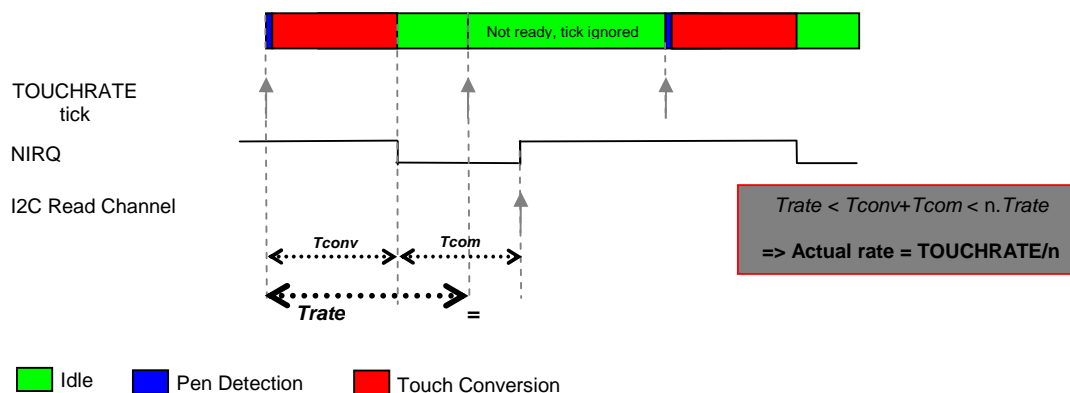 Not ready, tick ignored
TOUCHRATE
tick
NIRQ
I2C Read Channel
Trate < Tconv+Tcom < n.Trate
=> Actual rate = TOUCHRATE/n
Tconv
Tcom
Trate
=
Idle
Pen Detection
Touch Conversion